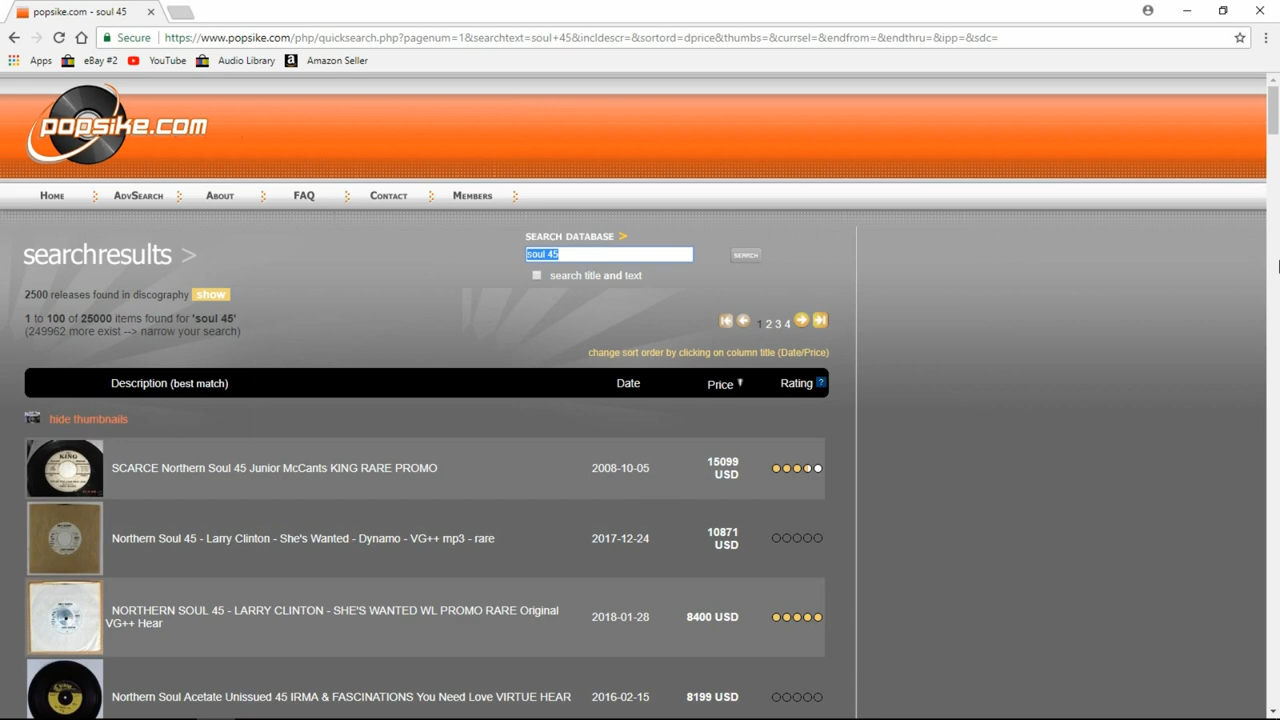 popsike.com - soul 45
Secure
https://www.popsike.com/php/quicksearch.php?pagenum=1&searchtext=soul+45&incldescr=&sortord=dprice&thumbs=&currsel=&endfrom=&endthru=&ipp=&sdc=
Apps eBay #2 YouTube Audio Library Amazon Seller
popsike.com
HOME ADVSEARCH ABOUT FAQ CONTACT MEMBERS
SEARCH DATABASE >
searchresults >
soul 45
SEARCH
search title and text
2500 releases found in discography show
1 to 100 of 25000 items found for 'soul 45'
(249962 more exist --> narrow your search)
1 2 3 4
change sort order by clicking on column title (Date/Price)
Description (best match) Date Price Rating ?
hide thumbnails
KING
SCARCE Northern Soul 45 Junior McCants KING RARE PROMO 2008-10-05 15099 USD
Northern Soul 45 - Larry Clinton - She's Wanted - Dynamo - VG++ mp3 - rare 2017-12-24 10871 USD
NORTHERN SOUL 45 - LARRY CLINTON - SHE'S WANTED WL PROMO RARE Original
VG++ Hear 2018-01-28 8400 USD
Northern Soul Acetate Unissued 45 IRMA & FASCINATIONS You Need Love VIRTUE HEAR 2016-02-15 8199 USD